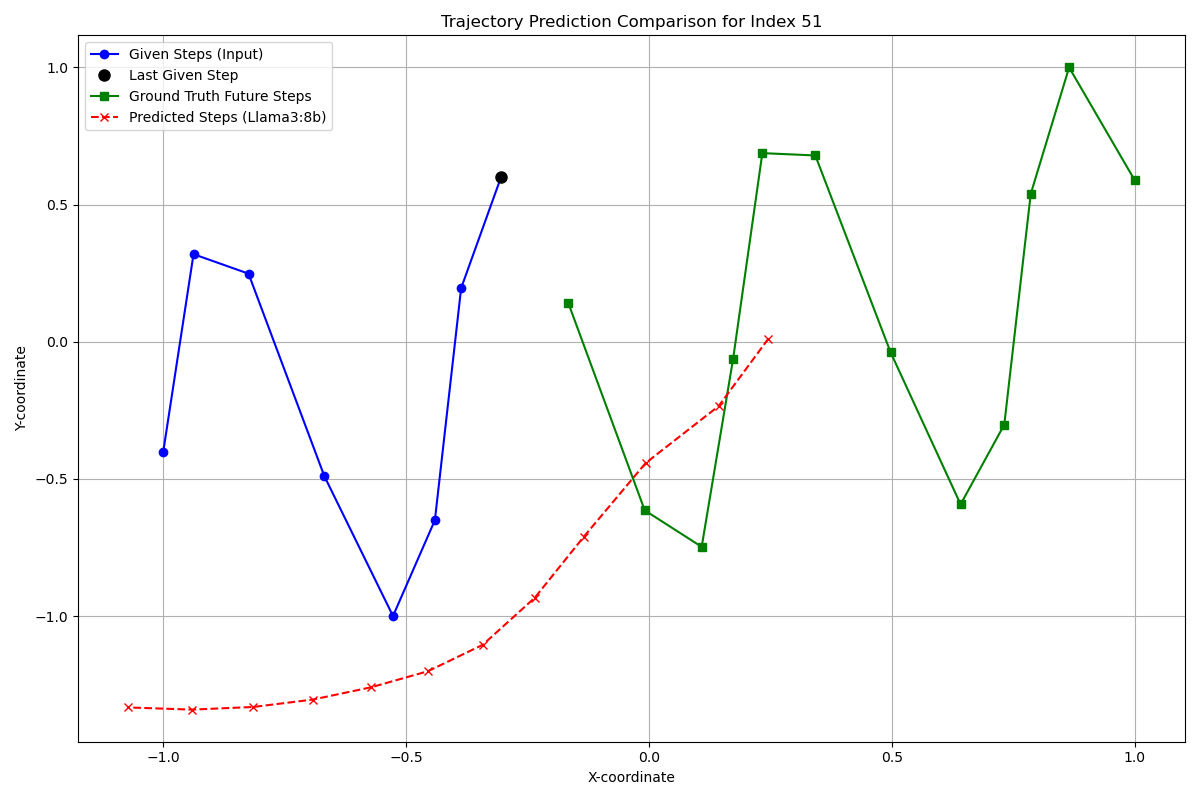 Trajectory Prediction Comparison for Index 51
Given Steps (Input)
Last Given Step
Ground Truth Future Steps
Predicted Steps (Llama3:8b)
1.0
0.5
0.0
−0.5
−1.0
Y-coordinate
−1.0
−0.5
0.0
0.5
1.0
X-coordinate